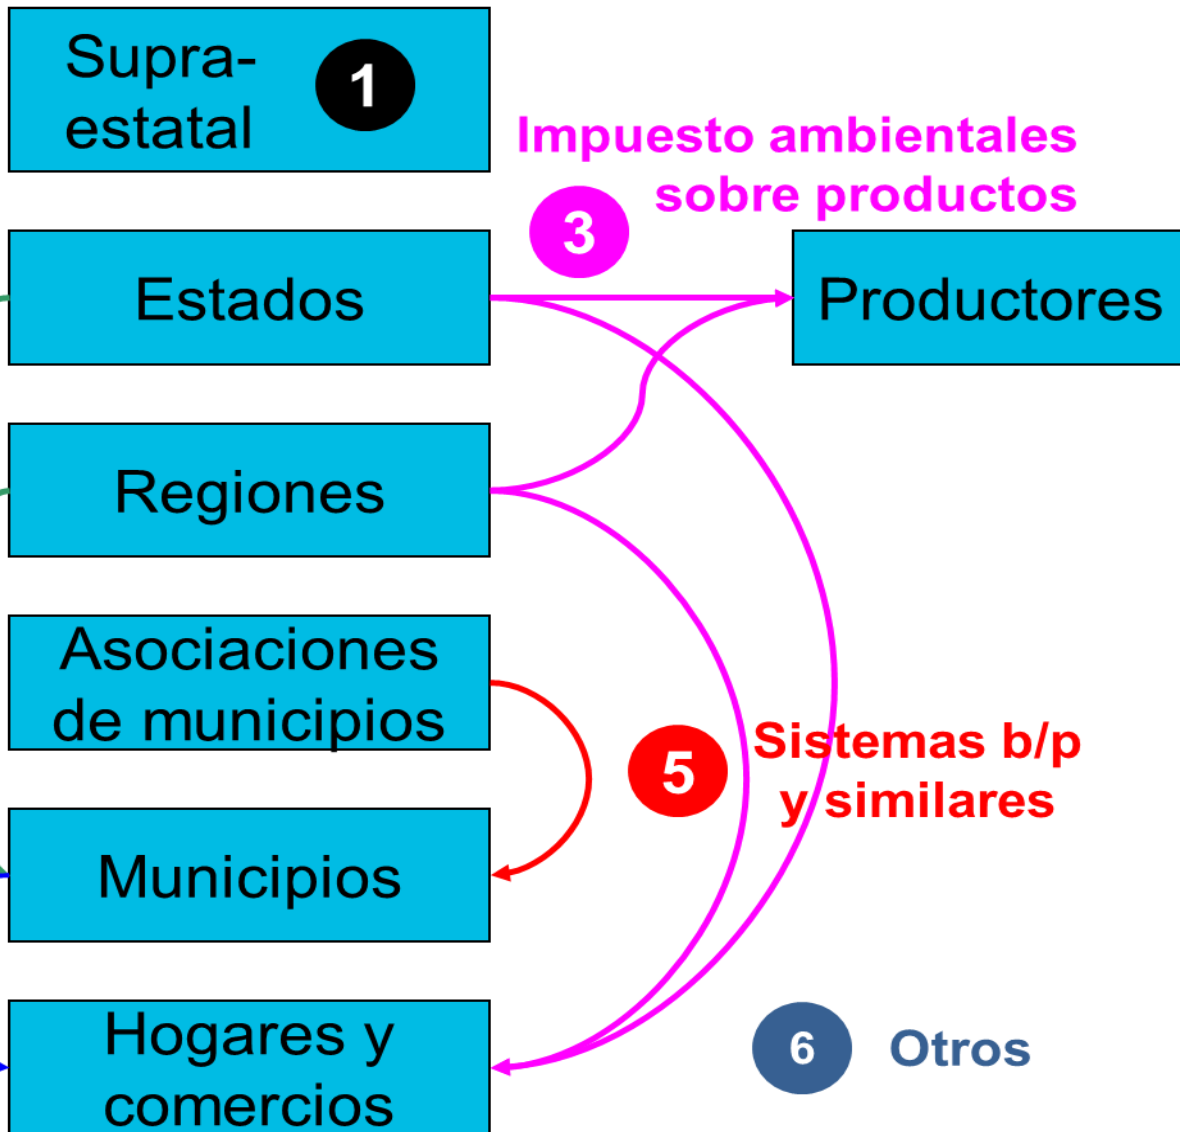 Supra-
estatal
1
Impuesto ambientales
sobre productos
3
Estados
Productores
Regiones
Asociaciones
de municipios
5
Sistemas b/p
y similares
Municipios
Hogares y
comercios
6
Otros